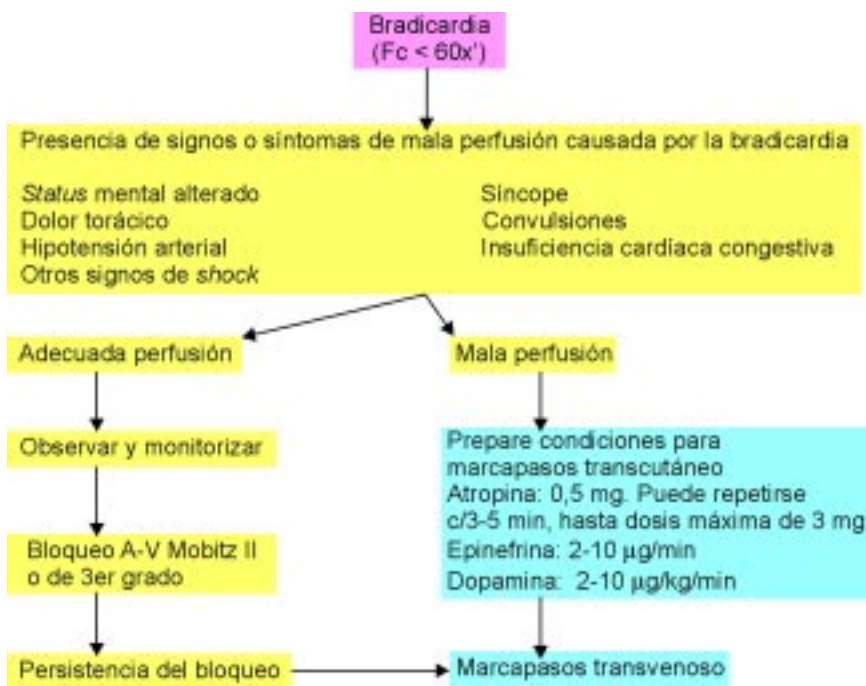 Bradicardia
(Fc < 60x')
Presencia de signos o síntomas de mala perfusión causada por la bradicardia
Status mental alterado
Dolor torácico
Hipotensión arterial
Otros signos de shock
Síncope
Convulsiones
Insuficiencia cardíaca congestiva
Adecuada perfusión
Mala perfusión
Observar y monitorizar
Prepare condiciones para
marcapasos transcutáneo
Atropina: 0,5 mg. Puede repetirse
c/3-5 min, hasta dosis máxima de 3 mg
Epinefrina: 2-10 µg/min
Dopamina: 2-10 µg/kg/min
Bloqueo A-V Mobitz II
o de 3er grado
Persistencia del bloqueo
Marcapasos transvenoso